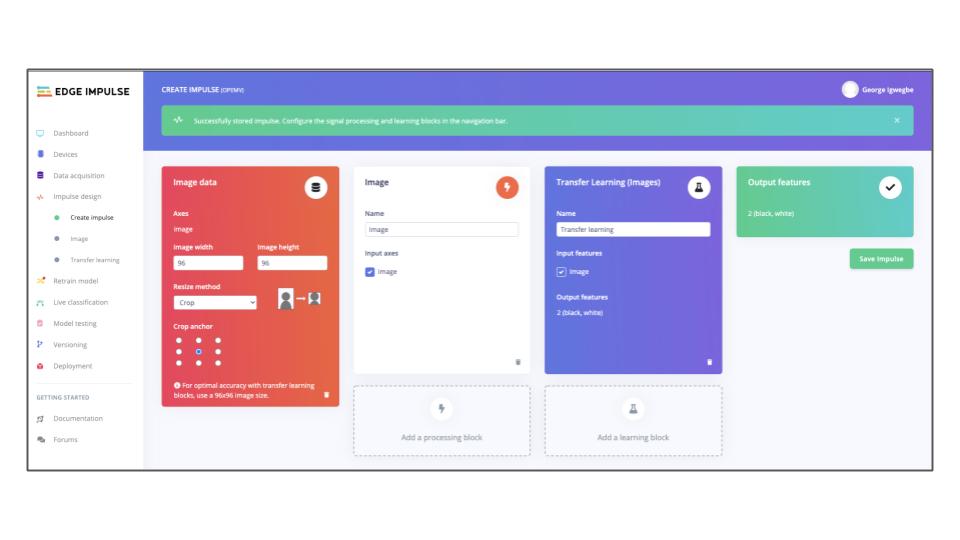 EDGE IMPULSE
Dashboard
Devices
Data acquisition
Impulse design
Create impulse
Image
Transfer learning
Retrain model
Live classification
Model testing
Versioning
Deployment
GETTING STARTED
Documentation
Forums
CREATE IMPULSE (OPEMV)
George Igwegbe
Successfully stored impulse. Configure the signal processing and learning blocks in the navigation bar.
×
Image data
Axes
image
Image width
Image height
96
96
Resize method
Crop
Crop anchor
For optimal accuracy with transfer learning
blocks, use a 96x96 image size.
Image
Name
Image
Input axes
image
Add a processing block
Transfer Learning (Images)
Name
Transfer learning
Input features
Image
Output features
2 (black, white)
Add a learning block
Output features
2 (black, white)
Save Impulse